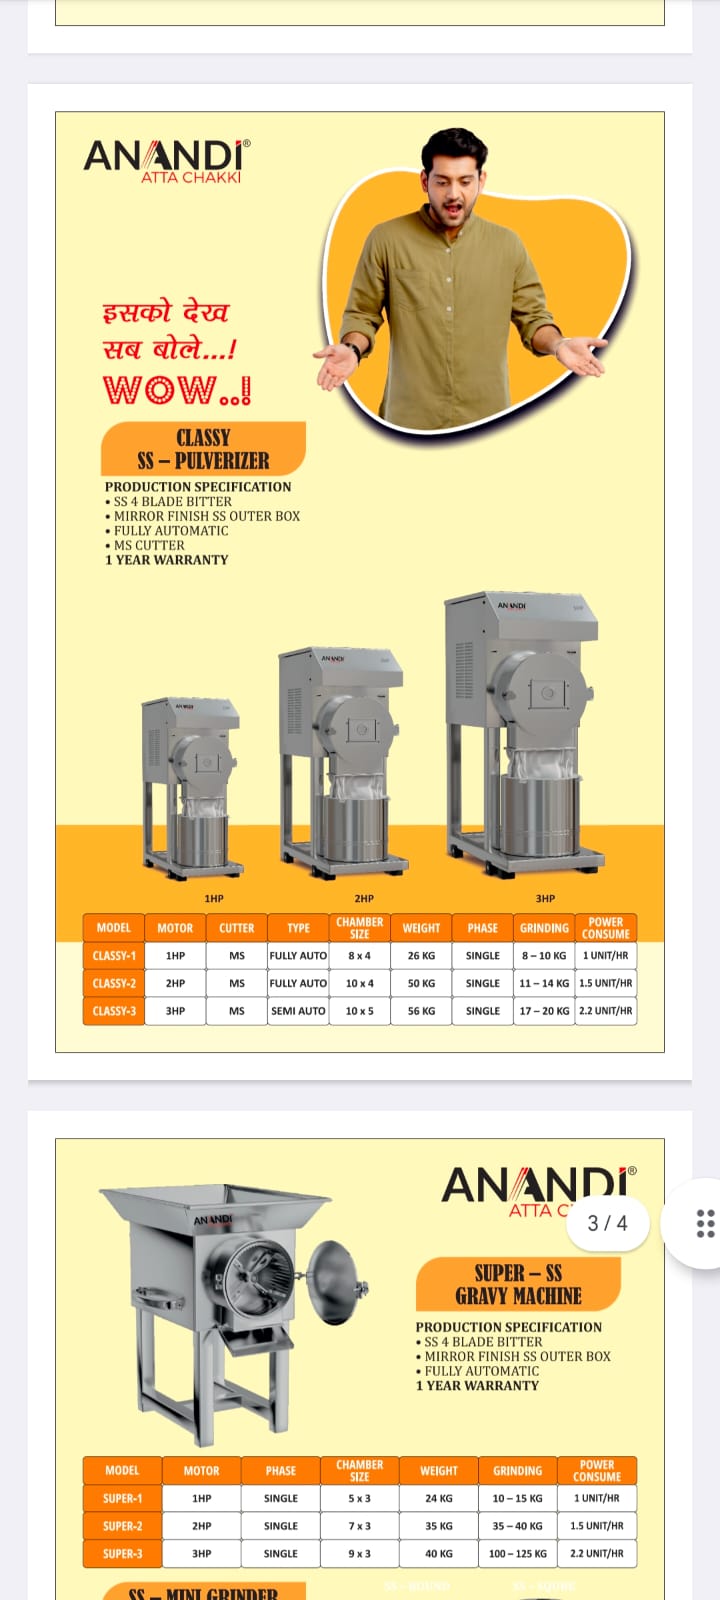 ANANDI®
ATTA CHAKKI
इसको देख
सब बोले...!
WOW..!
CLASSY
SS – PULVERIZER
PRODUCTION SPECIFICATION
• SS 4 BLADE BITTER
• MIRROR FINISH SS OUTER BOX
• FULLY AUTOMATIC
• MS CUTTER
1 YEAR WARRANTY
ANANDI
ANANDI
ANANDI
1HP 2HP 3HP
MODEL MOTOR CUTTER TYPE CHAMBER SIZE WEIGHT PHASE GRINDING POWER CONSUME
CLASSY-1 1HP MS FULLY AUTO 8 x 4 26 KG SINGLE 8 – 10 KG 1 UNIT/HR
CLASSY-2 2HP MS FULLY AUTO 10 x 4 50 KG SINGLE 11 – 14 KG 1.5 UNIT/HR
CLASSY-3 3HP MS SEMI AUTO 10 x 5 56 KG SINGLE 17 – 20 KG 2.2 UNIT/HR
ANANDI®
ATTA C
3 / 4
ANANDI
SUPER – SS
GRAVY MACHINE
PRODUCTION SPECIFICATION
• SS 4 BLADE BITTER
• MIRROR FINISH SS OUTER BOX
• FULLY AUTOMATIC
1 YEAR WARRANTY
MODEL MOTOR PHASE CHAMBER SIZE WEIGHT GRINDING POWER CONSUME
SUPER-1 1HP SINGLE 5 x 3 24 KG 10 – 15 KG 1 UNIT/HR
SUPER-2 2HP SINGLE 7 x 3 35 KG 35 – 40 KG 1.5 UNIT/HR
SUPER-3 3HP SINGLE 9 x 3 40 KG 100 – 125 KG 2.2 UNIT/HR
SS – MINI GRINDER
SS – ROUND SS – SQURE